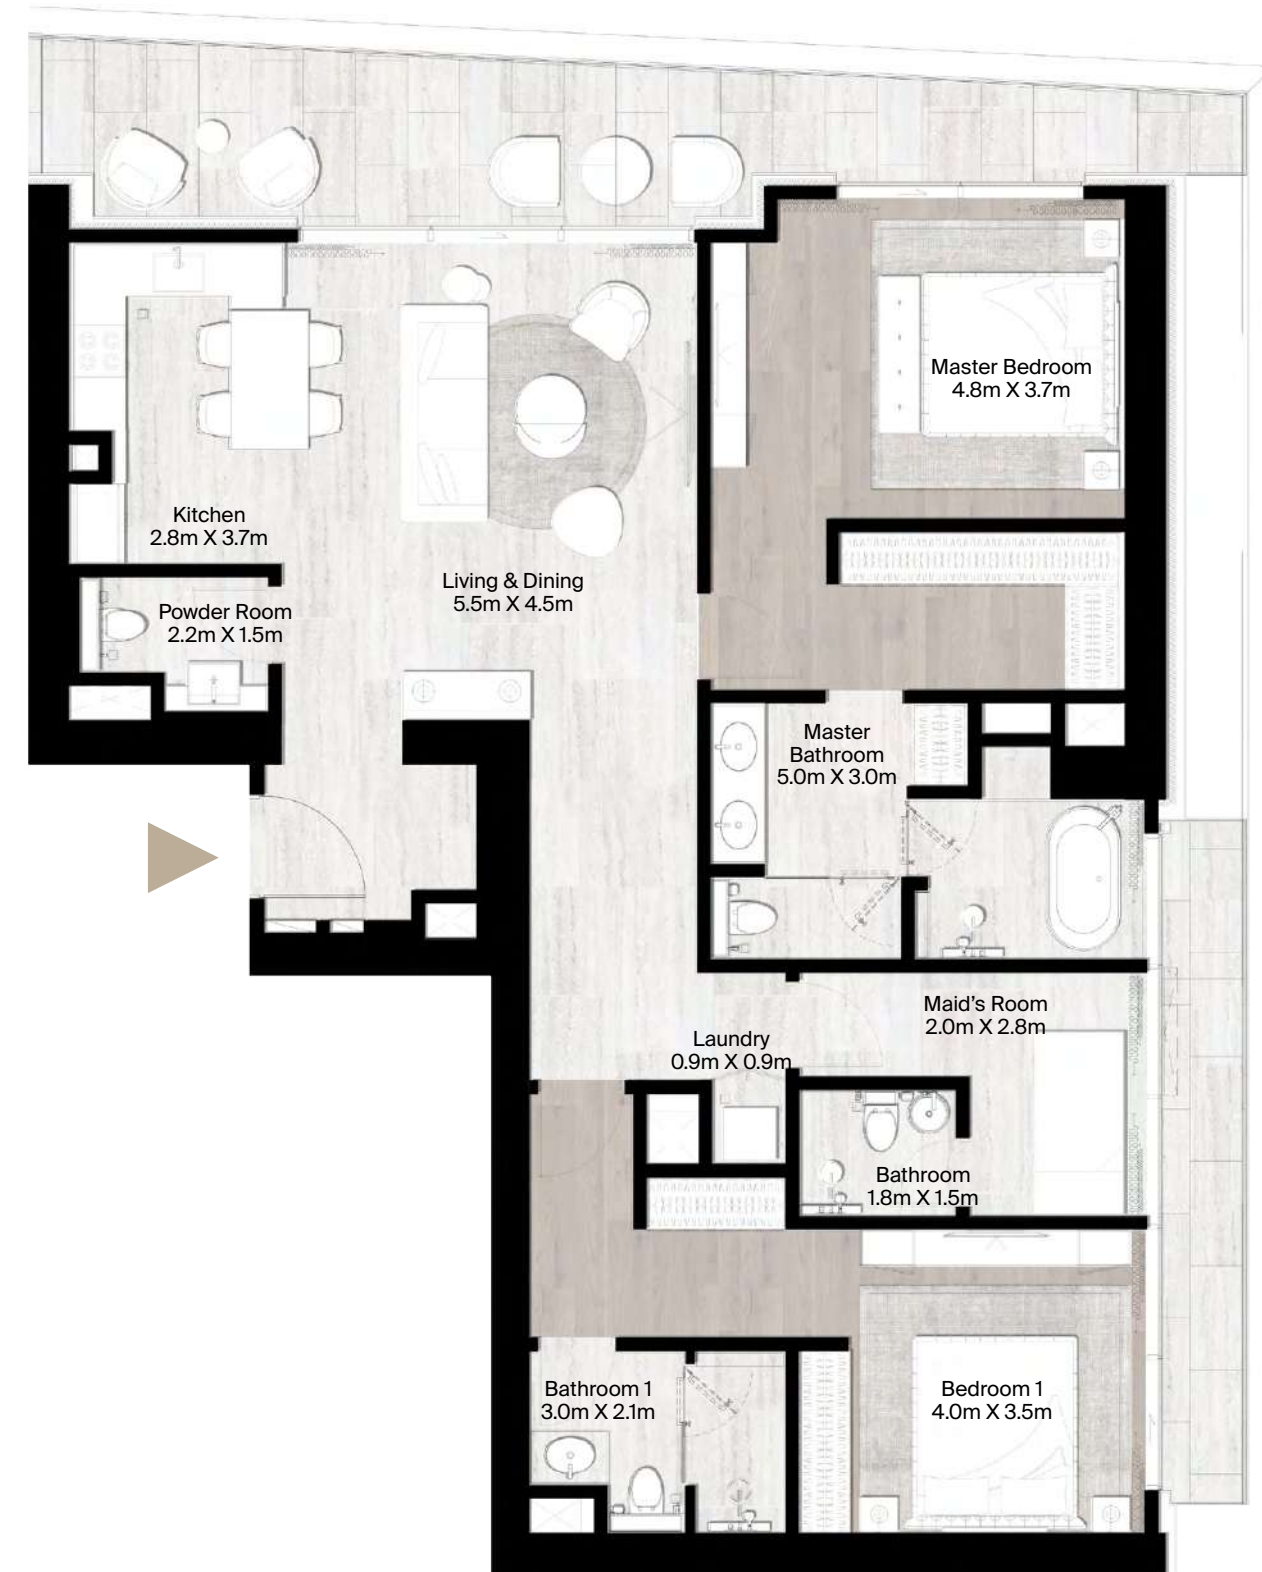 Master Bedroom
4.8m X 3.7m
Kitchen
2.8m X 3.7m
Living & Dining
5.5m X 4.5m
Powder Room
2.2m X 1.5m
Master
Bathroom
5.0m X 3.0m
Maid's Room
2.0m X 2.8m
Laundry
0.9m X 0.9m
Bathroom
1.8m X 1.5m
Bathroom 1
3.0m X 2.1m
Bedroom 1
4.0m X 3.5m